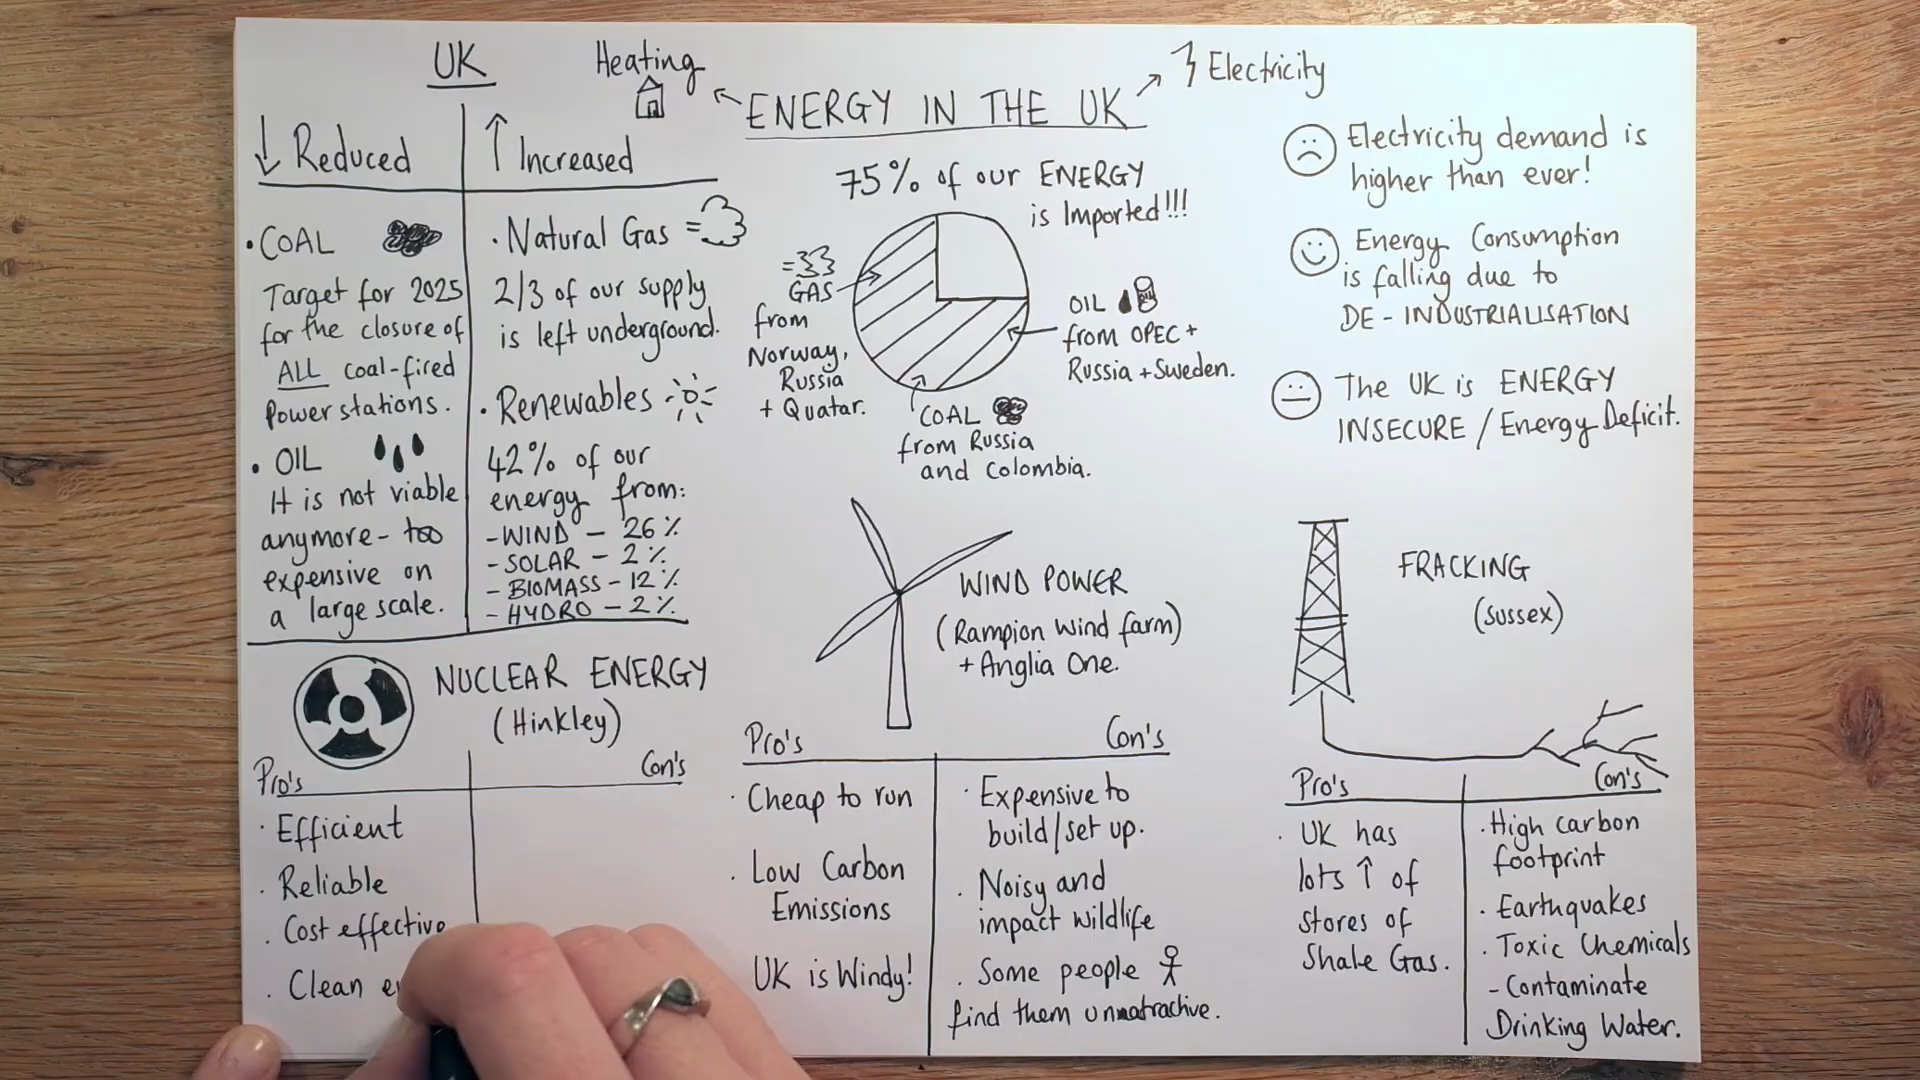 UK
Heating
ENERGY IN THE UK
Electricity
↓ Reduced
↑ Increased
• COAL
Target for 2025
for the closure of
ALL coal-fired
Power stations.
• OIL
It is not viable
anymore - too
expensive on
a large scale.
· Natural Gas =
2/3 of our supply
is left underground.
· Renewables
42% of our
energy from:
- WIND - 26%
- SOLAR - 2%
- BIOMASS - 12%
- HYDRO - 2%
75% of our ENERGY
is Imported!!!
GAS
from
Norway,
Russia
+ Quatar.
OIL
from OPEC +
Russia + Sweden.
COAL
from Russia
and Colombia.
Electricity demand is
higher than ever!
Energy Consumption
is falling due to
DE - INDUSTRIALISATION
The UK is ENERGY
INSECURE / Energy Deficit.
NUCLEAR ENERGY
(Hinkley)
Pro's
Con's
· Efficient
· Reliable
· Cost effective
· Clean
WIND POWER
(Rampion Wind farm)
+ Anglia One.
Pro's
Con's
· Cheap to run
· Low Carbon
Emissions
UK is Windy!
· Expensive to
build/set up.
· Noisy and
impact wildlife
· Some people
find them unnatractive.
FRACKING
(Sussex)
Pro's
Con's
· UK has
lots ↑ of
stores of
Shale Gas.
· High carbon
footprint
· Earthquakes
· Toxic Chemicals
- Contaminate
Drinking Water.